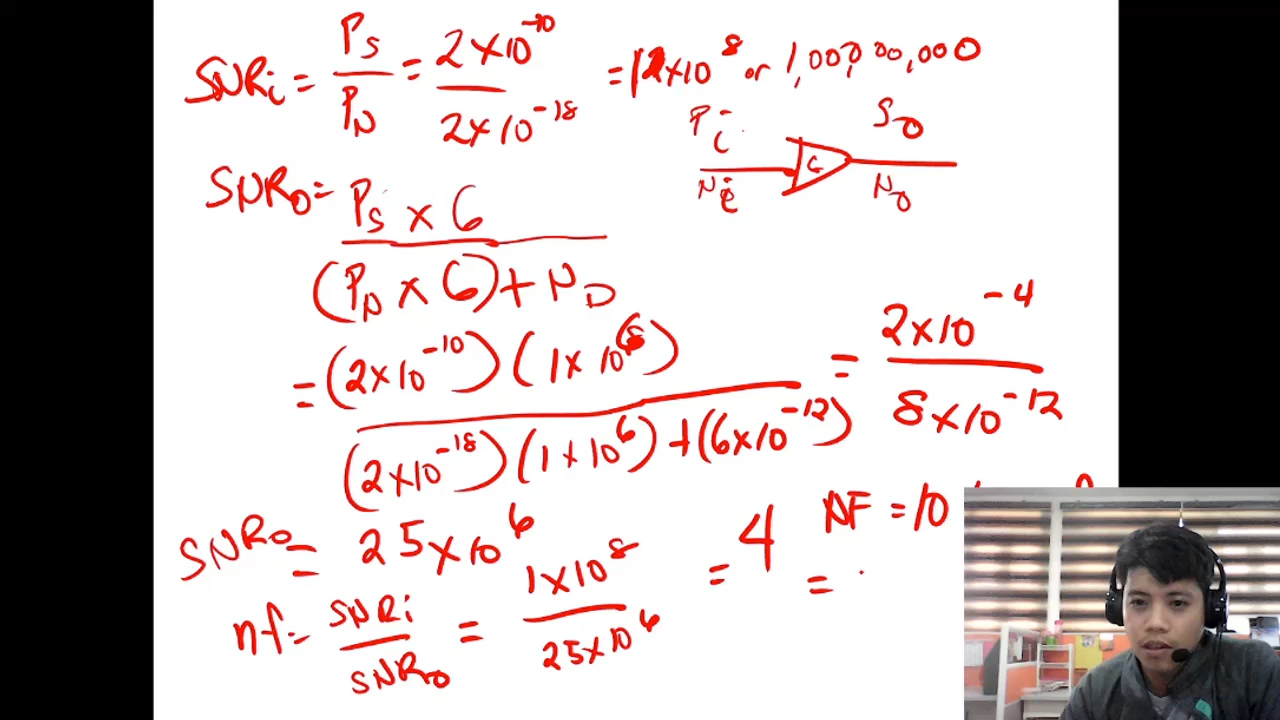 SNRi = Ps / PN = 2×10^-10 / 2×10^-18 = 1×10^8 or 1,000,000,000
Pi So
Ni G No
SNRo = Ps × G
(PN × G) + ND
= (2×10^-10)(1×10^6) = 2×10^-4
(2×10^-18)(1×10^6) + (6×10^-12) 8×10^-12
SNRo = 25×10^6
nf = SNRi / SNRo = 1×10^8 / 25×10^6 = 4
NF = 10
=